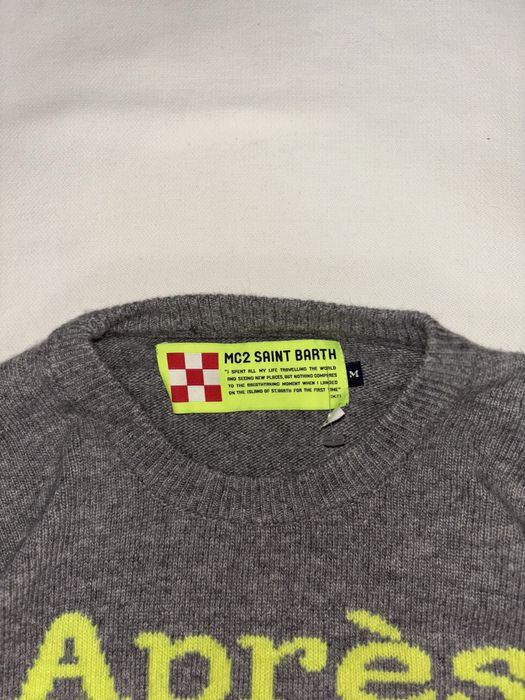 MC2 SAINT BARTH
"I SPENT ALL MY LIFE TRAVELLING THE WORLD
AND SEEING NEW PLACES, BUT NOTHING COMPARES
TO THE BREATHTAKING MOMENT WHEN I LANDED
ON THE ISLAND OF ST. BARTH FOR THE FIRST TIME"
M
Après